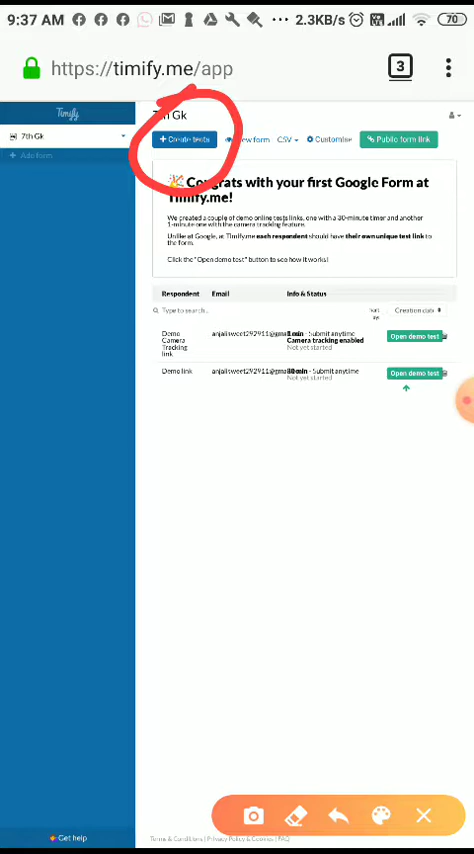 9:37 AM ... 2.3KB/s 70
https://timify.me/app
3
Timify
7th Gk
7th Gk
+ Add form
+ Create tests
View form
CSV
Customise
Public form link
Congrats with your first Google Form at
Timify.me!
We created a couple of demo online tests links, one with a 30-minute timer and another
1-minute one with the camera tracking feature.
Unlike at Google, at Timify.me each respondent should have their own unique test link to
the form.
Click the "Open demo test" button to see how it works!
Respondent Email Info & Status
Type to search...
Creation date
Demo
Camera
Tracking
link
anjalisweet292911@gmail
1 min - Submit anytime
Camera tracking enabled
Not yet started
Open demo test
Demo link
anjalisweet292911@gmail
30 min - Submit anytime
Not yet started
Open demo test
Get help
Terms & Conditions | Privacy Policy & Cookies | FAQ